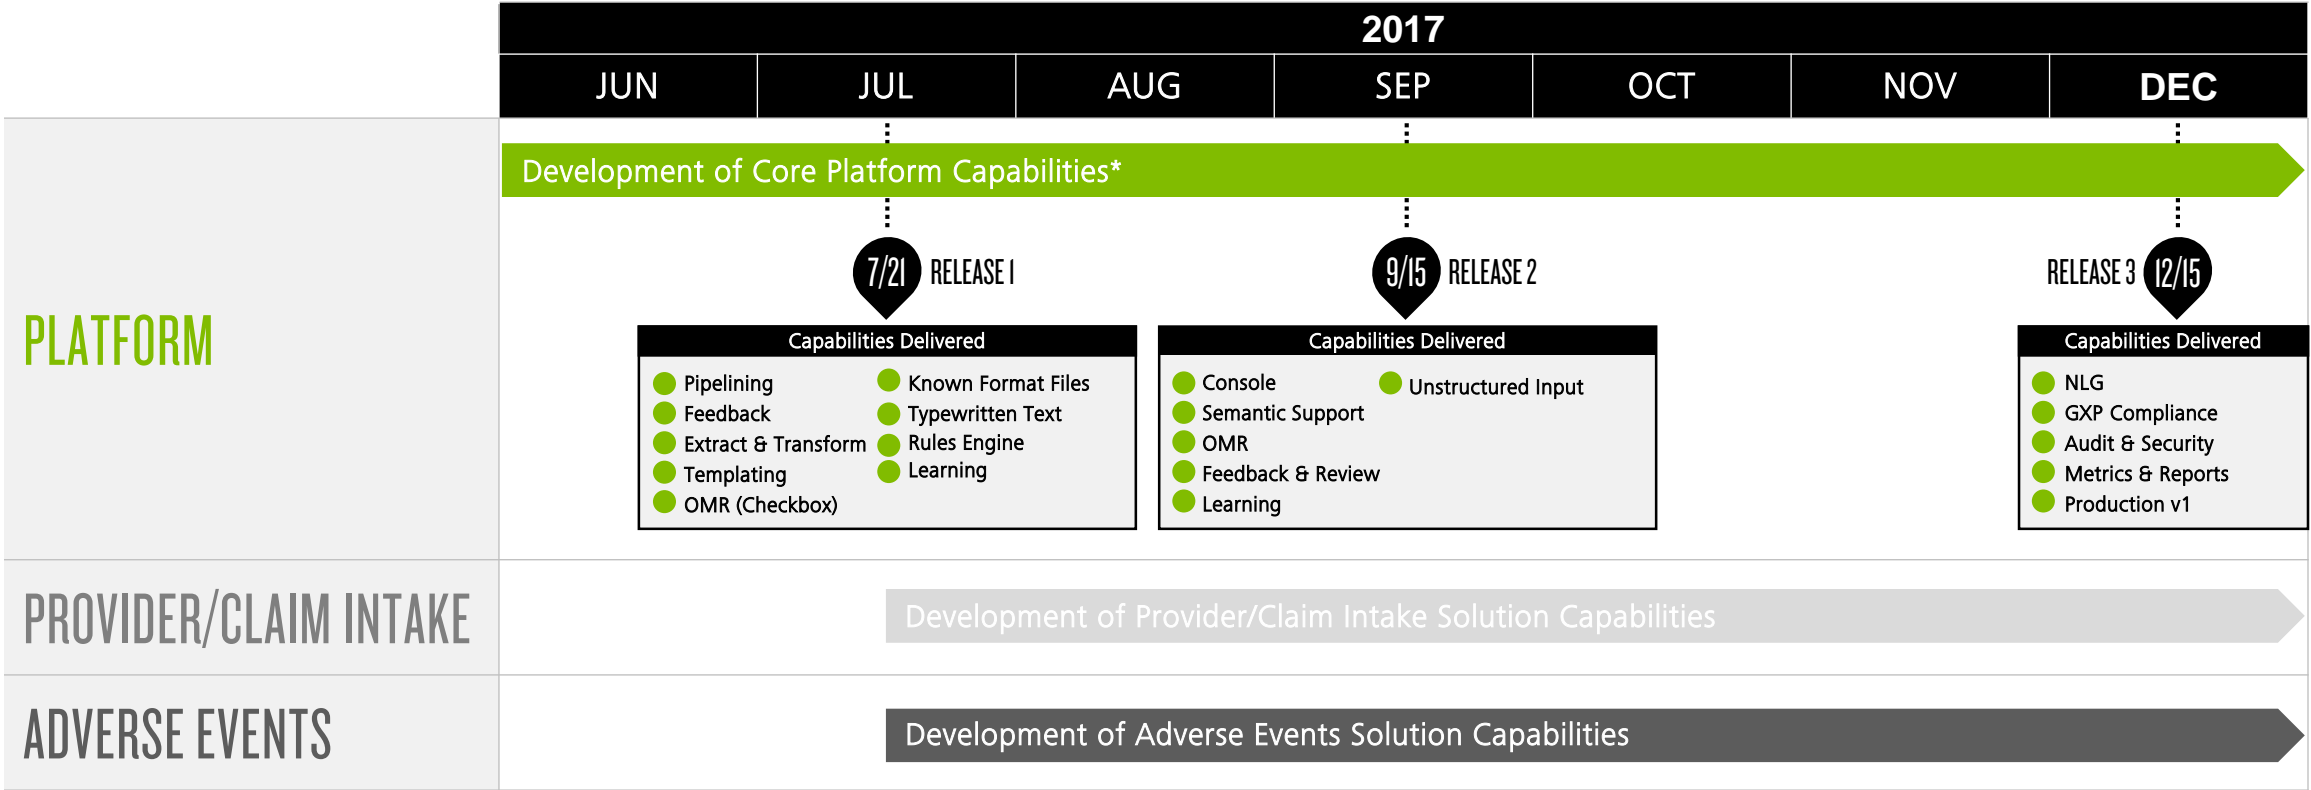 2017
JUN JUL AUG SEP OCT NOV DEC
Development of Core Platform Capabilities*
PLATFORM
7/21 RELEASE 1
Capabilities Delivered
Pipelining
Feedback
Extract & Transform
Templating
OMR (Checkbox)
Known Format Files
Typewritten Text
Rules Engine
Learning
9/15 RELEASE 2
Capabilities Delivered
Console
Semantic Support
OMR
Feedback & Review
Learning
Unstructured Input
RELEASE 3 12/15
Capabilities Delivered
NLG
GXP Compliance
Audit & Security
Metrics & Reports
Production v1
PROVIDER/CLAIM INTAKE
Development of Provider/Claim Intake Solution Capabilities
ADVERSE EVENTS
Development of Adverse Events Solution Capabilities